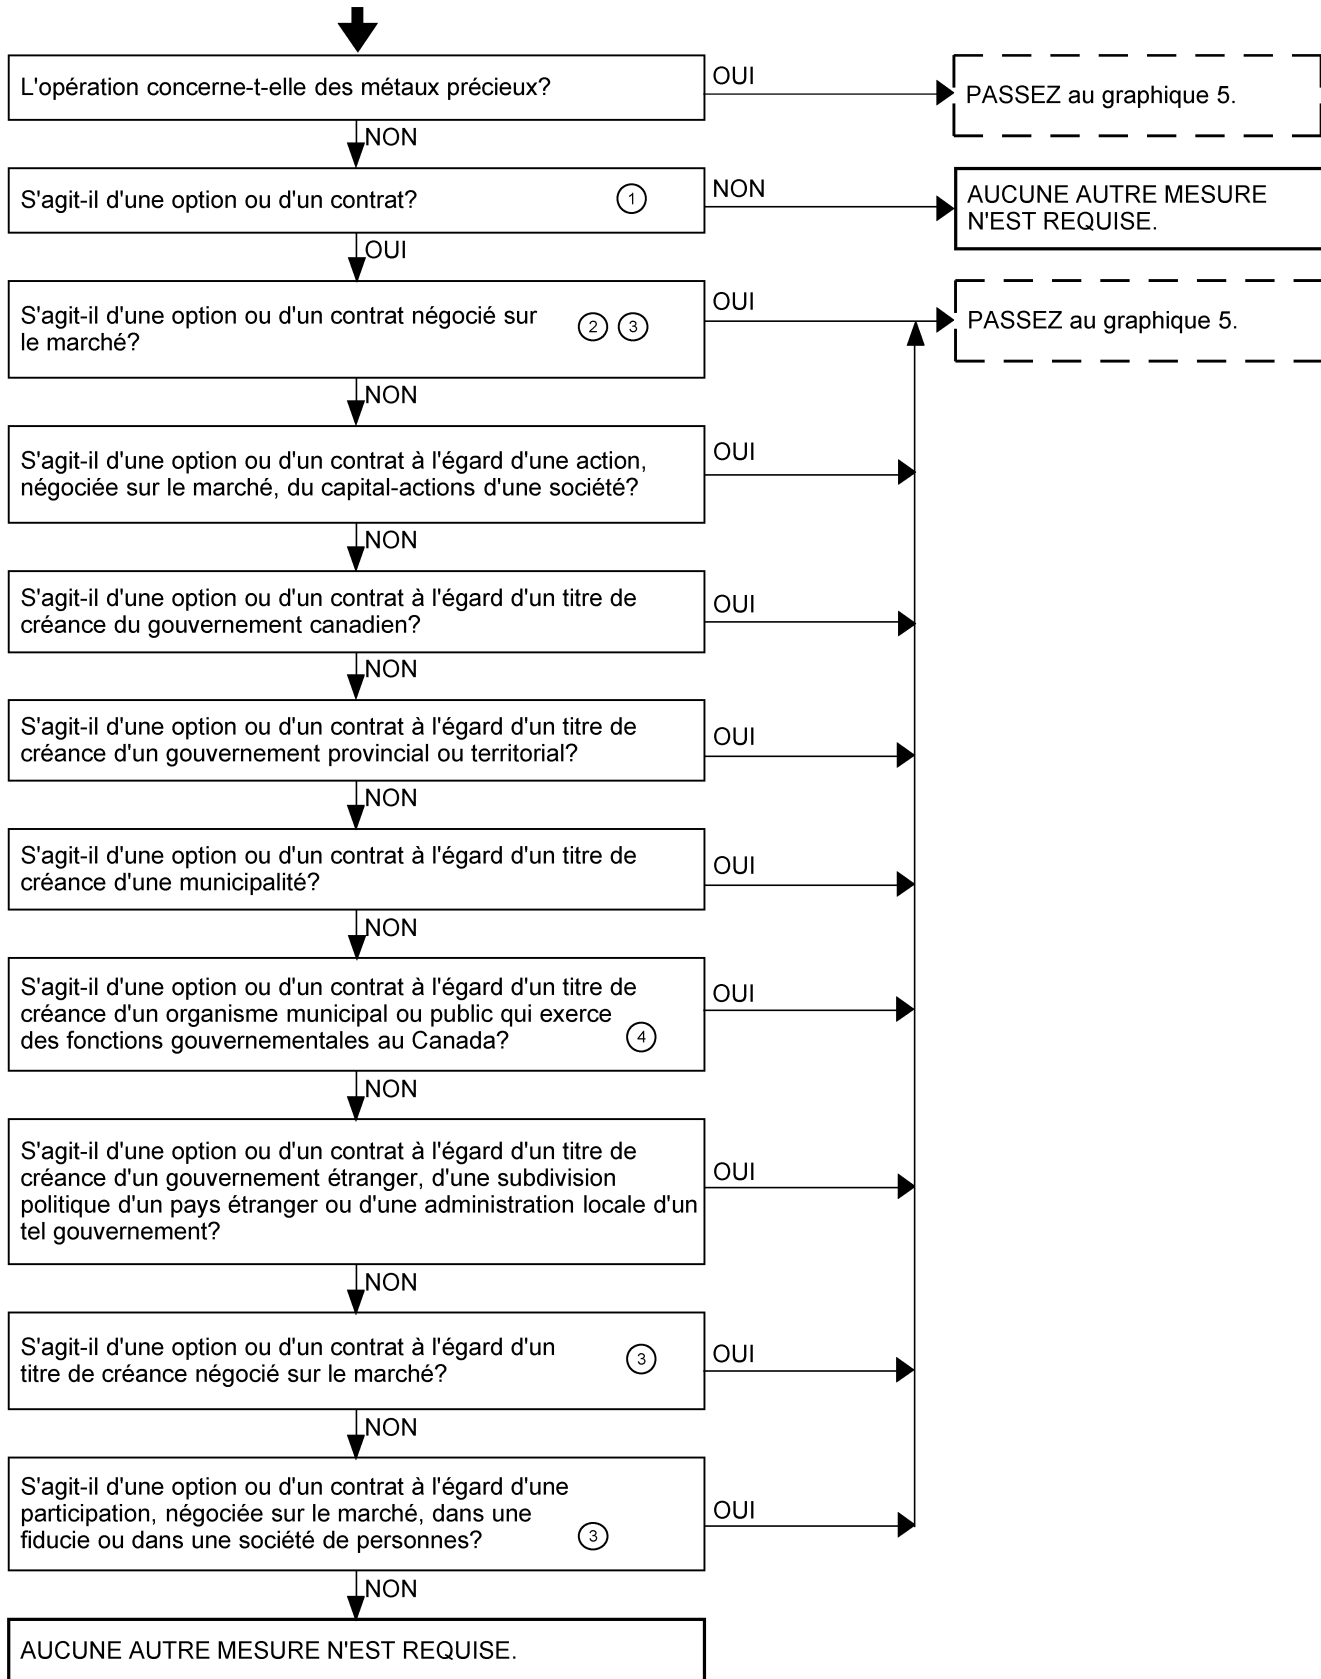 L'opération concerne-t-elle des métaux précieux?
OUI
PASSEZ au graphique 5.
NON
S'agit-il d'une option ou d'un contrat?
1
NON
AUCUNE AUTRE MESURE
N'EST REQUISE.
OUI
S'agit-il d'une option ou d'un contrat négocié sur
le marché?
2 3
OUI
PASSEZ au graphique 5.
NON
S'agit-il d'une option ou d'un contrat à l'égard d'une action,
négociée sur le marché, du capital-actions d'une société?
OUI
NON
S'agit-il d'une option ou d'un contrat à l'égard d'un titre de
créance du gouvernement canadien?
OUI
NON
S'agit-il d'une option ou d'un contrat à l'égard d'un titre de
créance d'un gouvernement provincial ou territorial?
OUI
NON
S'agit-il d'une option ou d'un contrat à l'égard d'un titre de
créance d'une municipalité?
OUI
NON
S'agit-il d'une option ou d'un contrat à l'égard d'un titre de
créance d'un organisme municipal ou public qui exerce
des fonctions gouvernementales au Canada?
4
OUI
NON
S'agit-il d'une option ou d'un contrat à l'égard d'un titre de
créance d'un gouvernement étranger, d'une subdivision
politique d'un pays étranger ou d'une administration locale d'un
tel gouvernement?
OUI
NON
S'agit-il d'une option ou d'un contrat à l'égard d'un
titre de créance négocié sur le marché?
3
OUI
NON
S'agit-il d'une option ou d'un contrat à l'égard d'une
participation, négociée sur le marché, dans une
fiducie ou dans une société de personnes?
3
OUI
NON
AUCUNE AUTRE MESURE N'EST REQUISE.